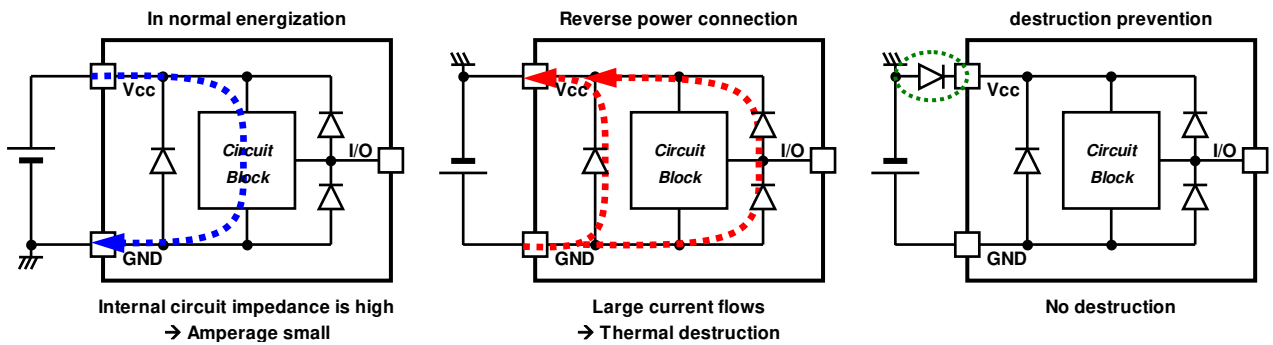 In normal energization
Vcc
Circuit
Block
I/O
GND
Internal circuit impedance is high
→ Amperage small
Reverse power connection
Vcc
Circuit
Block
I/O
GND
Large current flows
→ Thermal destruction
destruction prevention
Vcc
Circuit
Block
I/O
GND
No destruction